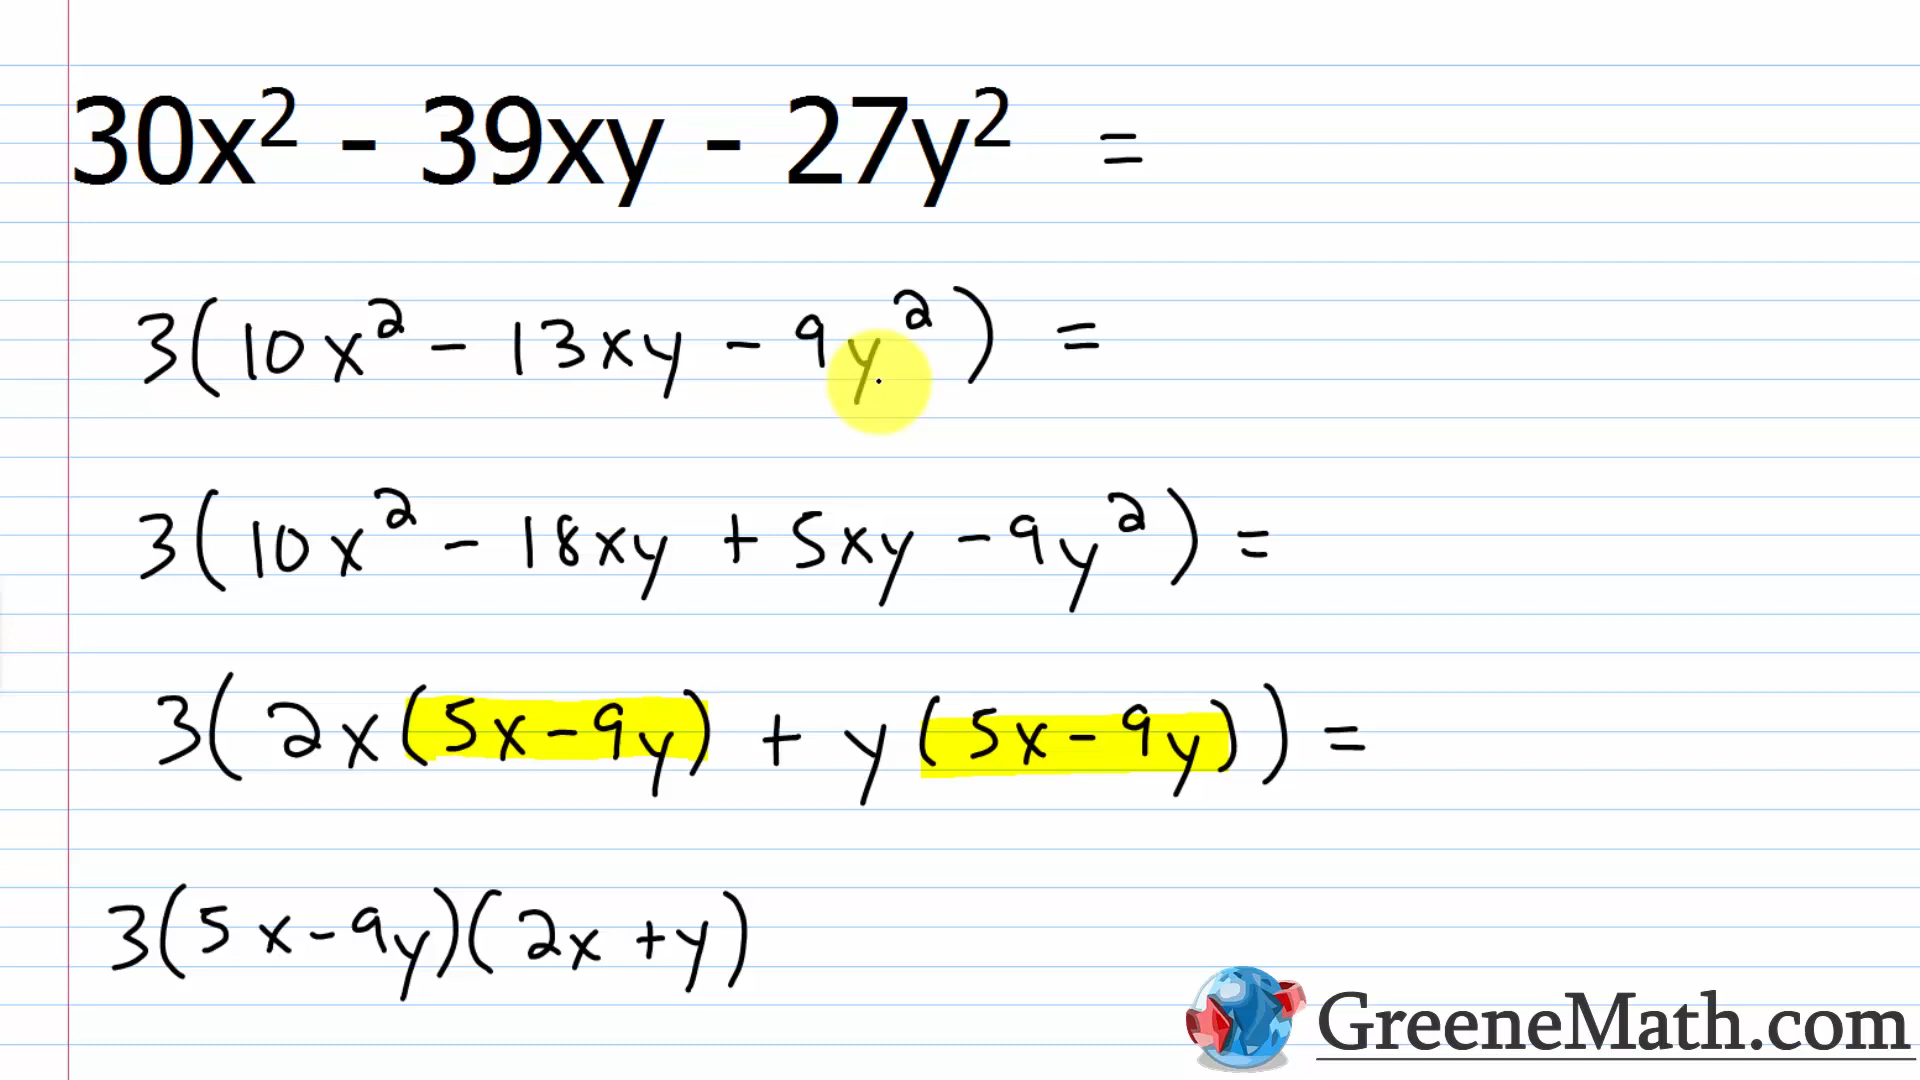 30x² - 39xy - 27y² =
3(10x² - 13xy - 9y²) =
3(10x² - 18xy + 5xy - 9y²) =
3(2x(5x-9y) + y(5x-9y)) =
3(5x-9y)(2x+y)
GreeneMath.com